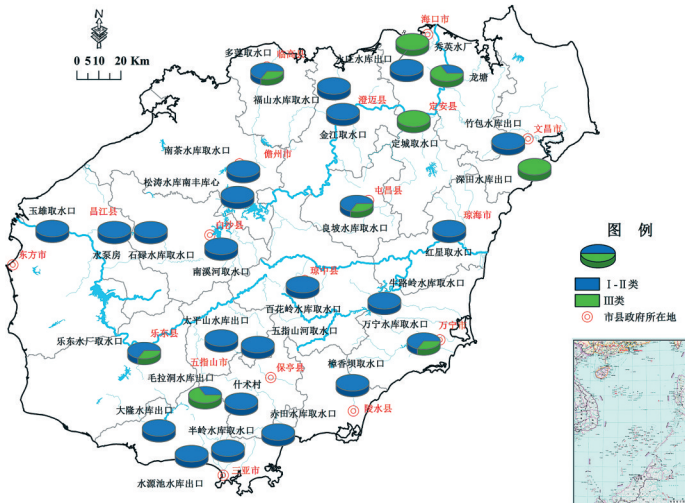 N
0 5 10 20 Km
海口市
秀英水厂
永庄水库出口
龙塘
多莲取水口
临高县
福山水库取水口
澄迈县
金江取水口
定安县
定城取水口
竹包水库出口
文昌市
深田水库出口
南茶水库取水口
儋州市
松涛水库南丰库心
屯昌县
良坡水库取水口
玉雄取水口
昌江县
水泵房
石碌水库取水口
白沙县
南溪河取水口
琼海市
红星取水口
东方市
琼中县
百花岭水库取水口
牛路岭水库取水口
乐东水厂取水口
乐东县
太平山水库出口
五指山河取水口
万宁水库取水口
万宁市
五指山市
毛拉洞水库出口
什术村
保亭县
椰香坝取水口
陵水县
大隆水库出口
半岭水库取水口
赤田水库取水口
水源池水库出口
三亚市
图 例
I-II类
III类
市县政府所在地